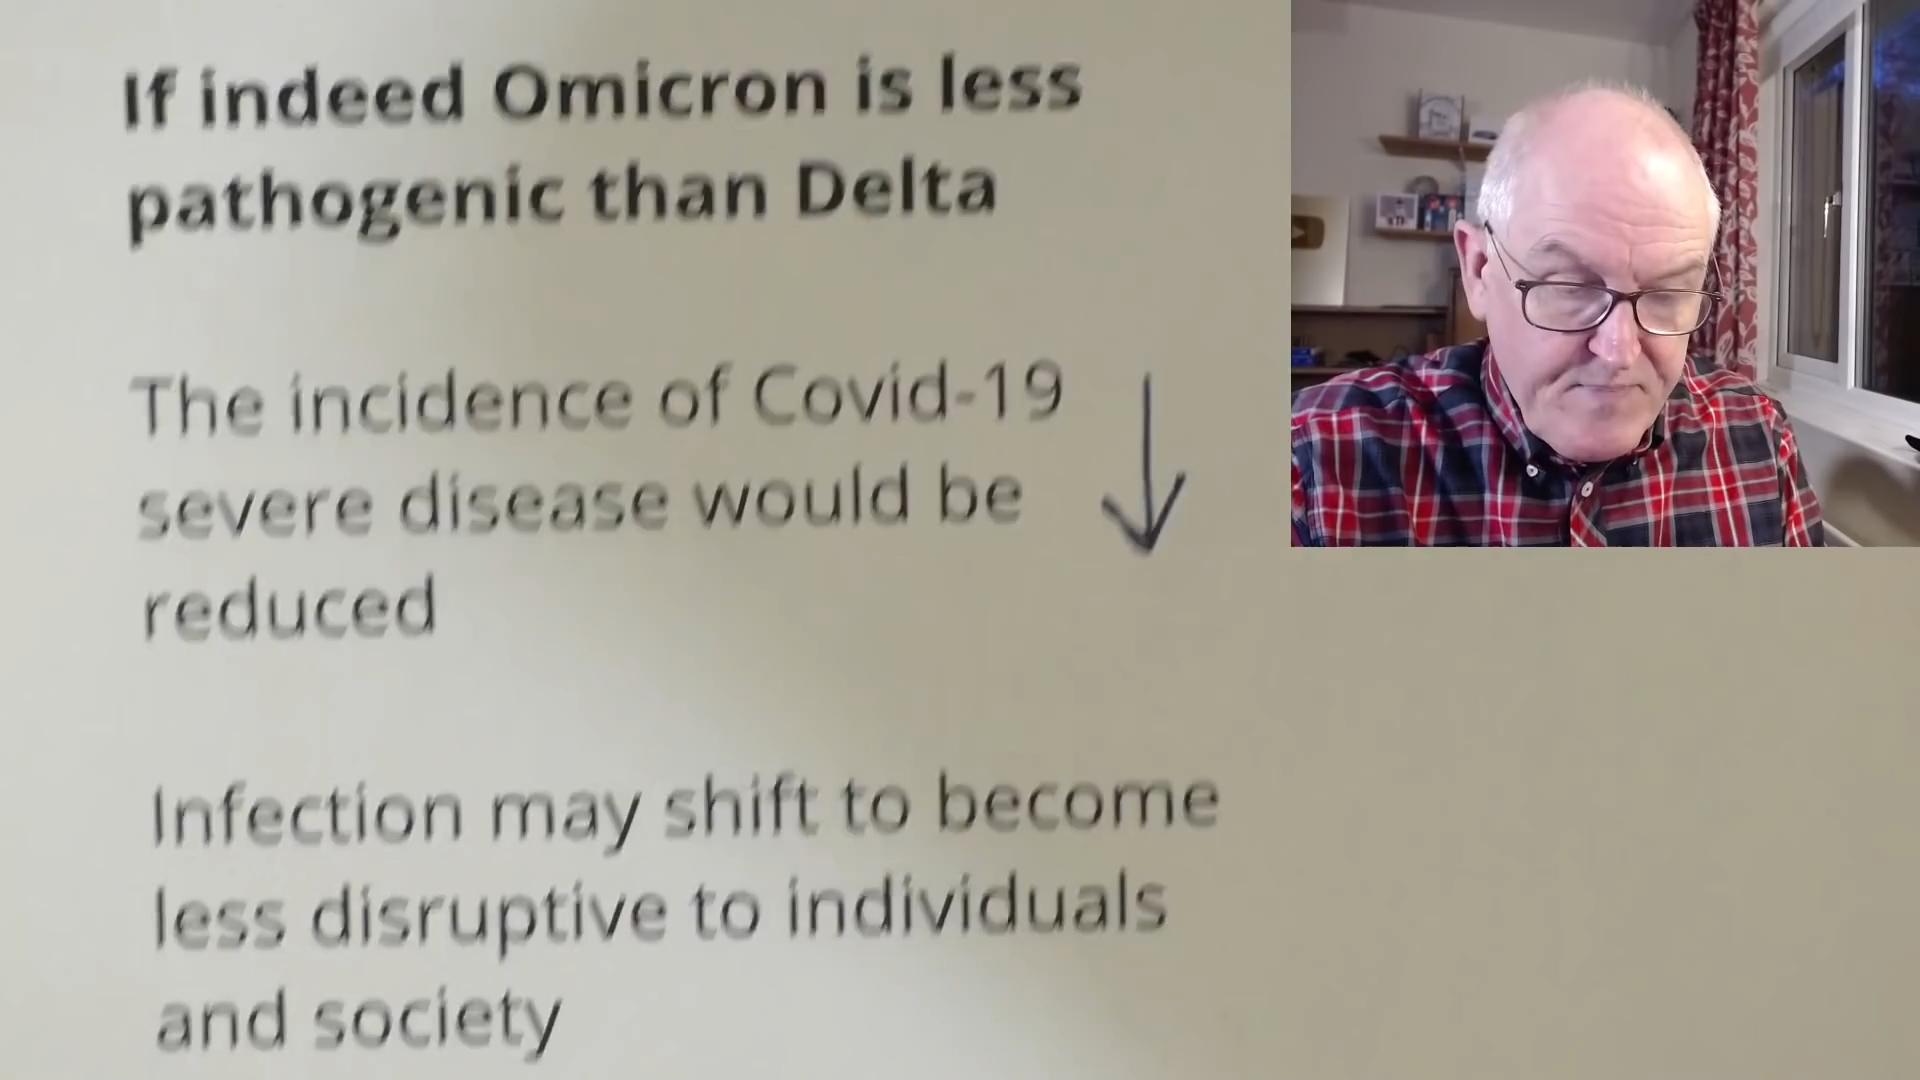 If indeed Omicron is less
pathogenic than Delta
The incidence of Covid-19
severe disease would be
reduced
Infection may shift to become
less disruptive to individuals
and society